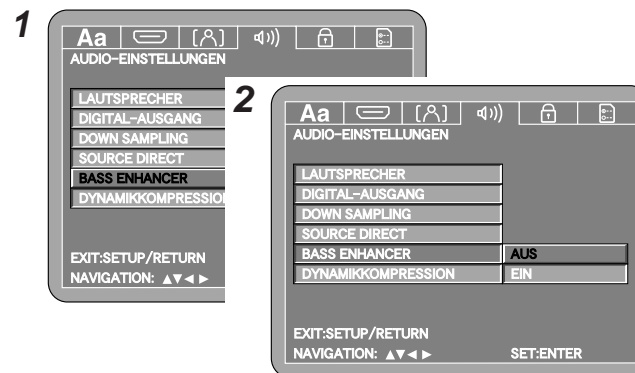 1
Aa
AUDIO-EINSTELLUNGEN
LAUTSPRECHER
DIGITAL-AUSGANG
DOWN SAMPLING
SOURCE DIRECT
BASS ENHANCER
DYNAMIKKOMPRESSIO
EXIT:SETUP/RETURN
NAVIGATION: ▲▼◄►
2
Aa
AUDIO-EINSTELLUNGEN
LAUTSPRECHER
DIGITAL-AUSGANG
DOWN SAMPLING
SOURCE DIRECT
BASS ENHANCER AUS
DYNAMIKKOMPRESSION EIN
EXIT:SETUP/RETURN
NAVIGATION: ▲▼◄► SET:ENTER